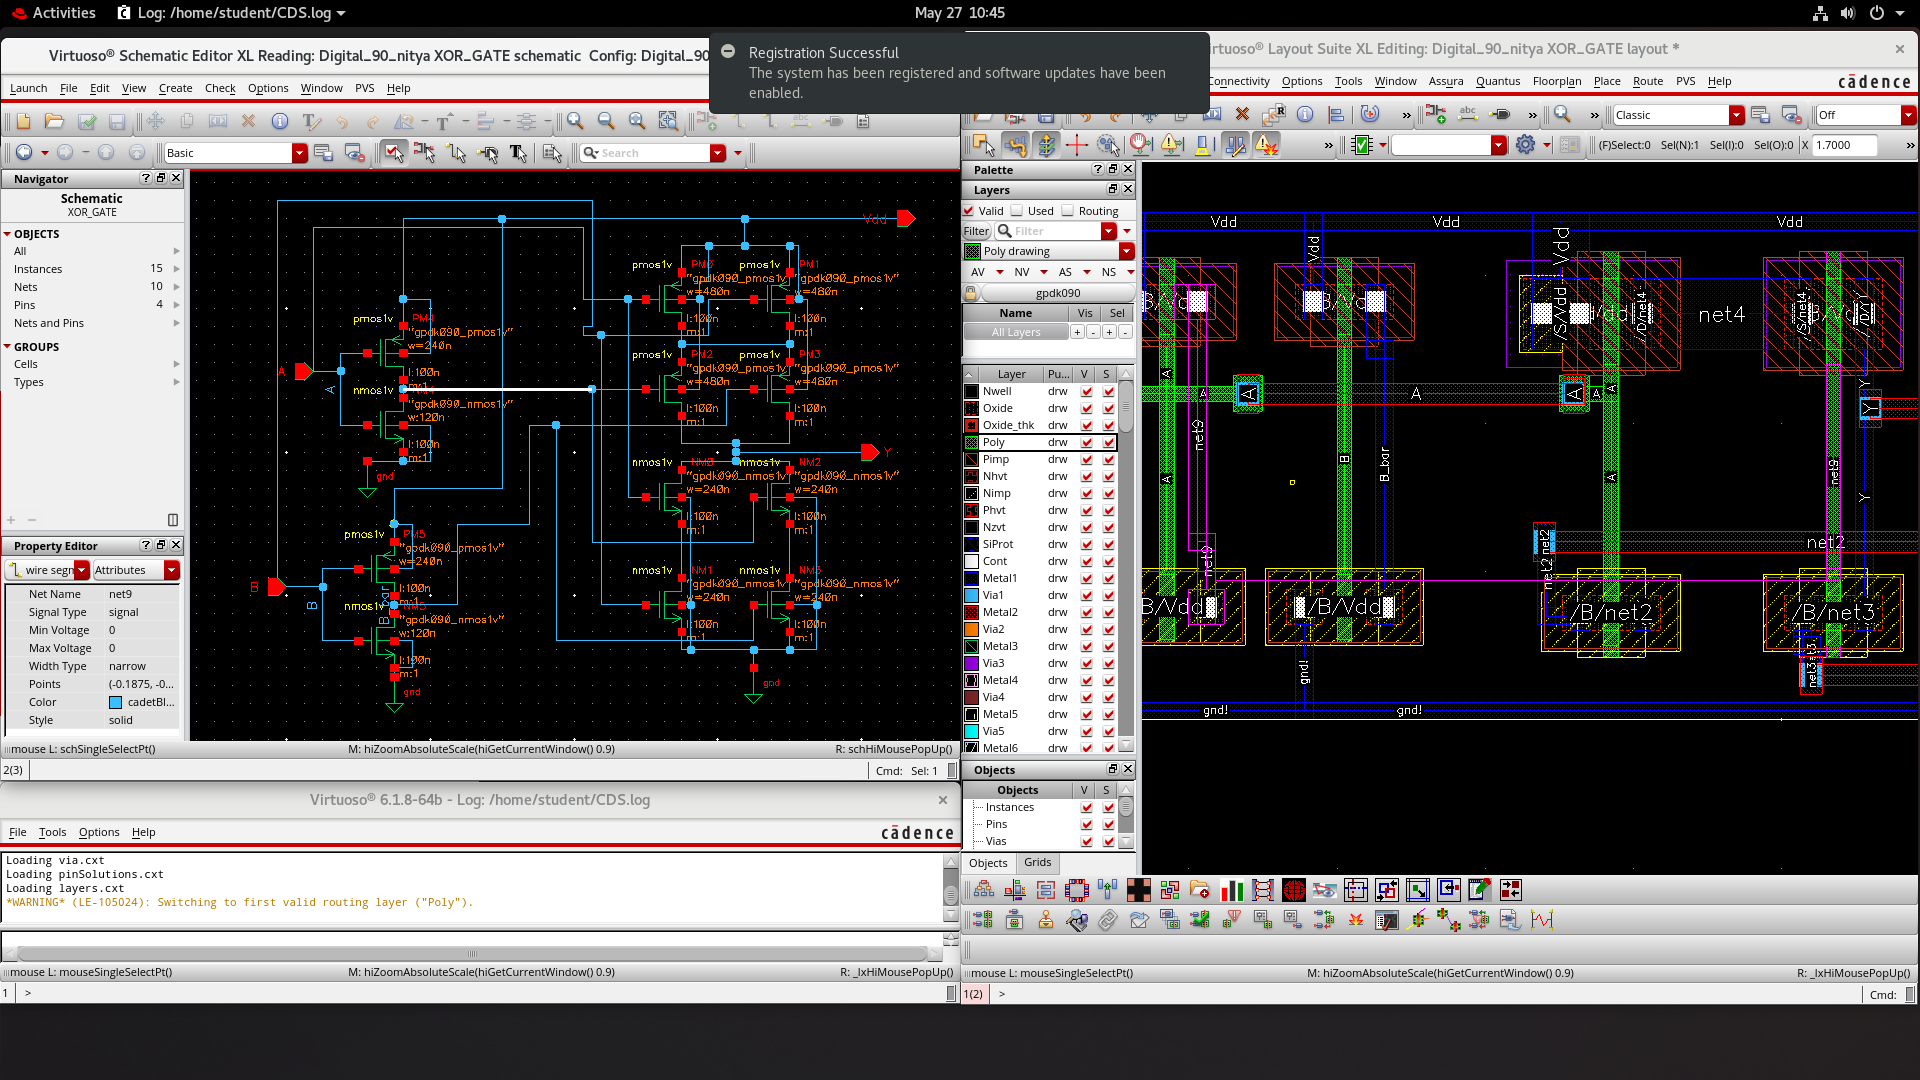 Activities
Log: /home/student/CDS.log
May 27 10:45
Virtuoso® Schematic Editor XL Reading: Digital_90_nitya XOR_GATE schematic Config: Digital_90
Launch File Edit View Create Check Options Window PVS Help
Basic
Search
Registration Successful
The system has been registered and software updates have been
enabled.
Virtuoso® Layout Suite XL Editing: Digital_90_nitya XOR_GATE layout *
Connectivity Options Tools Window Assura Quantus Floorplan Place Route PVS Help
cādence
Classic
Off
(F)Select:0 Sel(N):1 Sel(I):0 Sel(O):0 X 1.7000
Navigator
Schematic
XOR_GATE
OBJECTS
All
Instances 15
Nets 10
Pins 4
Nets and Pins
GROUPS
Cells
Types
Property Editor
wire segm Attributes
Net Name net9
Signal Type signal
Min Voltage 0
Max Voltage 0
Width Type narrow
Points (-0.1875, -0...
Color cadetBl...
Style solid
Vdd
pmos1v PM0
"gpdk090_pmos1v"
w=480n
l:100n
m:1
pmos1v PM1
"gpdk090_pmos1v"
w=480n
l:100n
m:1
pmos1v PM4
"gpdk090_pmos1v"
w=240n
l:100n
nmos1v
"gpdk090_nmos1v"
w:120n
l:100n
m:1
gnd
A
A
pmos1v PM2
"gpdk090_pmos1v"
w=480n
l:100n
m:1
pmos1v PM3
"gpdk090_pmos1v"
w=480n
l:100n
m:1
Y
nmos1v NM0
"gpdk090_nmos1v"
w=240n
l:100n
m:1
nmos1v NM2
"gpdk090_nmos1v"
w=240n
l:100n
m:1
pmos1v PM5
"gpdk090_pmos1v"
w=240n
l:100n
m:1
nmos1v
"gpdk090_nmos1v"
w:120n
l:100n
m:1
gnd
B
B
nmos1v NM1
"gpdk090_nmos1v"
w=240n
l:100n
m:1
nmos1v NM3
"gpdk090_nmos1v"
w=240n
l:100n
m:1
gnd
mouse L: schSingleSelectPt() M: hiZoomAbsoluteScale(hiGetCurrentWindow() 0.9) R: schHiMousePopUp()
2(3) Cmd: Sel: 1
Virtuoso® 6.1.8-64b - Log: /home/student/CDS.log
File Tools Options Help
cādence
Loading via.cxt
Loading pinSolutions.cxt
Loading layers.cxt
*WARNING* (LE-105024): Switching to first valid routing layer ("Poly").
mouse L: mouseSingleSelectPt() M: hiZoomAbsoluteScale(hiGetCurrentWindow() 0.9) R: _lxHiMousePopUp()
1 >
Palette
Layers
Valid Used Routing
Filter Filter
Poly drawing
AV NV AS NS
gpdk090
Name Vis Sel
All Layers + - + -
Layer Pu... V S
Nwell drw
Oxide drw
Oxide_thk drw
Poly drw
Pimp drw
Nhvt drw
Nimp drw
Phvt drw
Nzvt drw
SiProt drw
Cont drw
Metal1 drw
Via1 drw
Metal2 drw
Via2 drw
Metal3 drw
Via3 drw
Metal4 drw
Via4 drw
Metal5 drw
Via5 drw
Metal6 drw
Objects
Objects V S
Instances
Pins
Vias
Objects Grids
Vdd Vdd Vdd
Vdd
/S/Vdd Vdd
/D/net4
net4
/S/net4
/D/Y
A A A A A A
A
A
B
B_bar
net9
net9
net9
Y
Y
Y
net2
net2
net2
/B/Vdd
/B/net2
/B/net3
net3
gnd!
gnd! gnd!
mouse L: mouseSingleSelectPt() M: hiZoomAbsoluteScale(hiGetCurrentWindow() 0.9) R: _lxHiMousePopUp()
1(2) > Cmd: